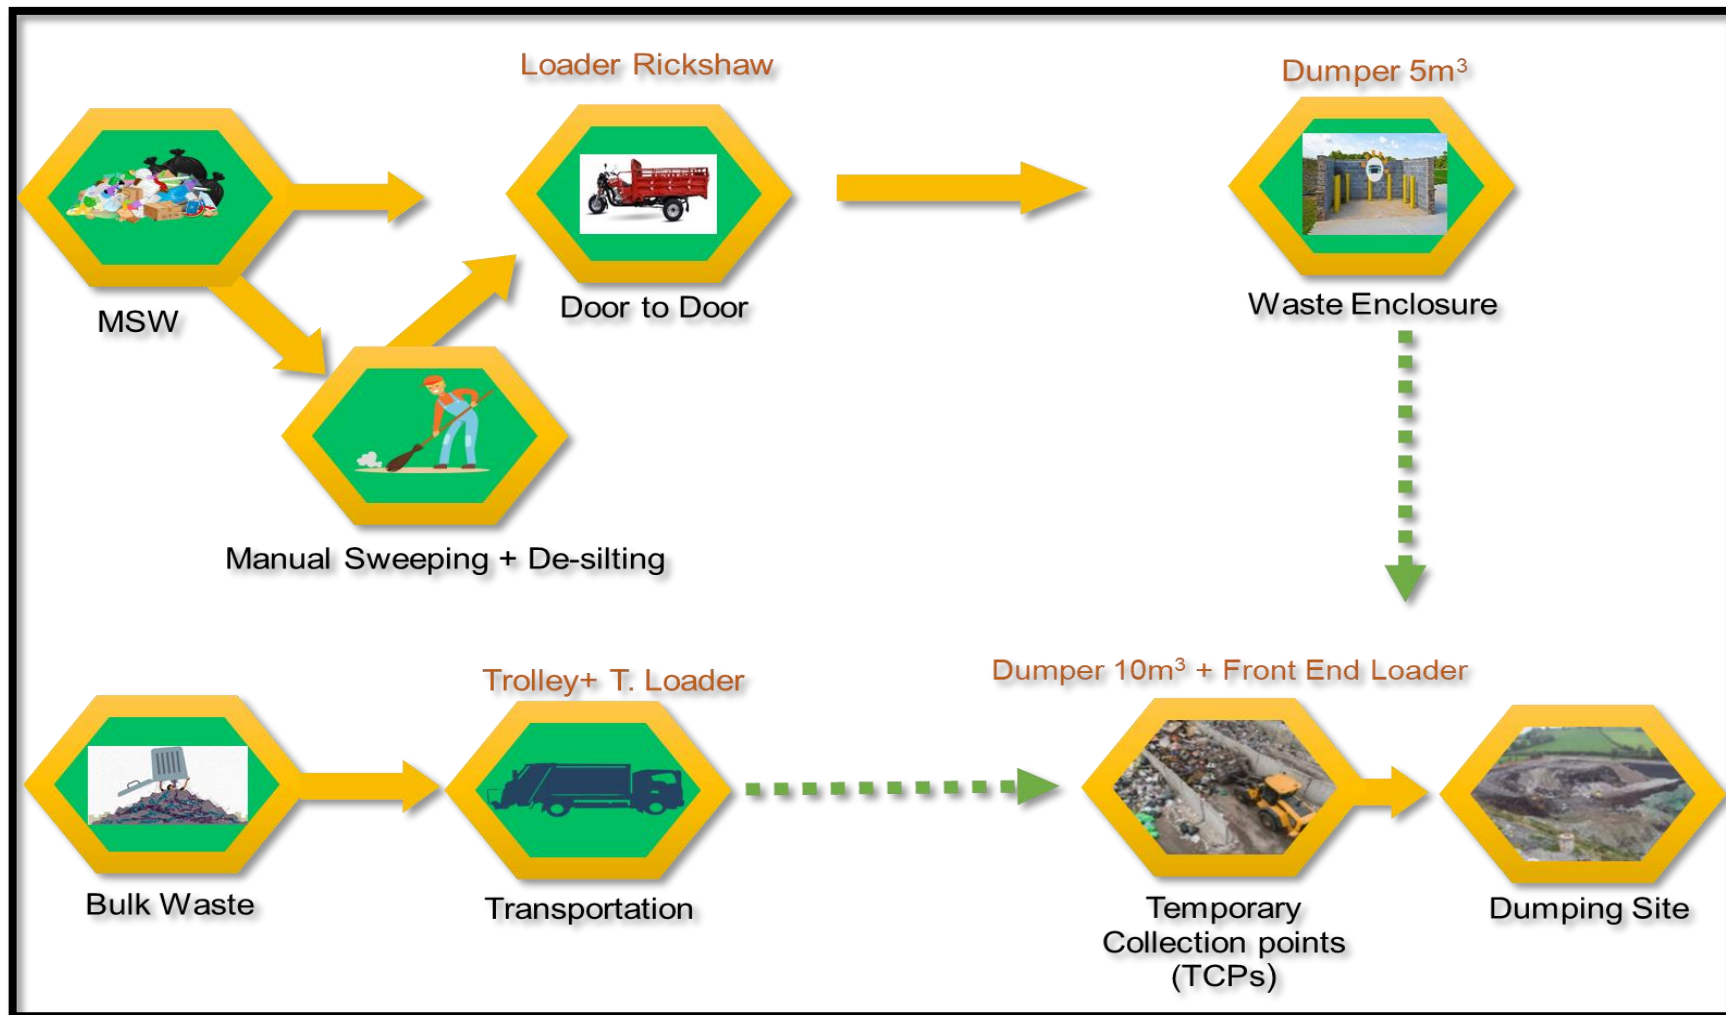 Loader Rickshaw
Dumper 5m³
MSW
Door to Door
Waste Enclosure
Manual Sweeping + De-silting
Trolley+ T. Loader
Dumper 10m³ + Front End Loader
Bulk Waste
Transportation
Temporary
Collection points
(TCPs)
Dumping Site